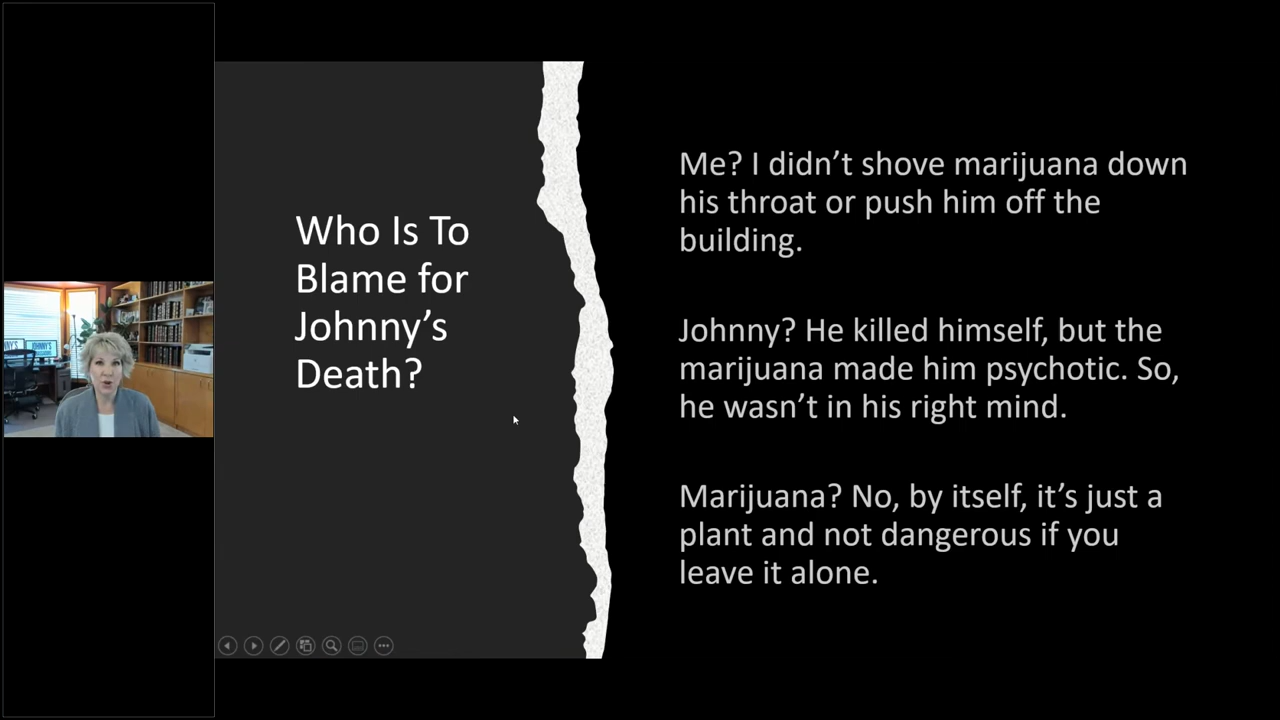 Who Is To
Blame for
Johnny’s
Death?
Me? I didn’t shove marijuana down
his throat or push him off the
building.
Johnny? He killed himself, but the
marijuana made him psychotic. So,
he wasn’t in his right mind.
Marijuana? No, by itself, it’s just a
plant and not dangerous if you
leave it alone.